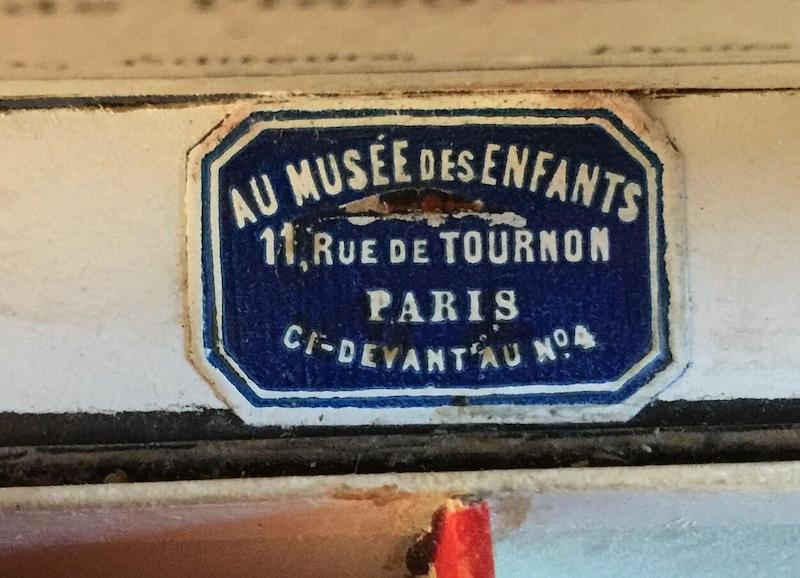 AU MUSÉE DES ENFANTS
11, RUE DE TOURNON
PARIS
CI-DEVANT AU Nº4